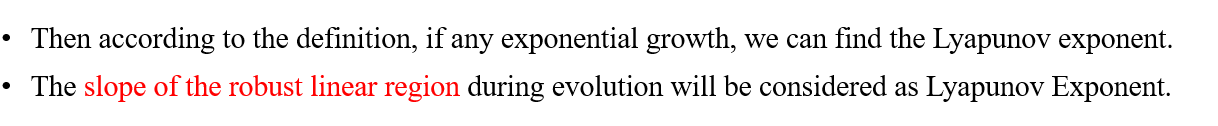 • Then according to the definition, if any exponential growth, we can find the Lyapunov exponent.
• The slope of the robust linear region during evolution will be considered as Lyapunov Exponent.